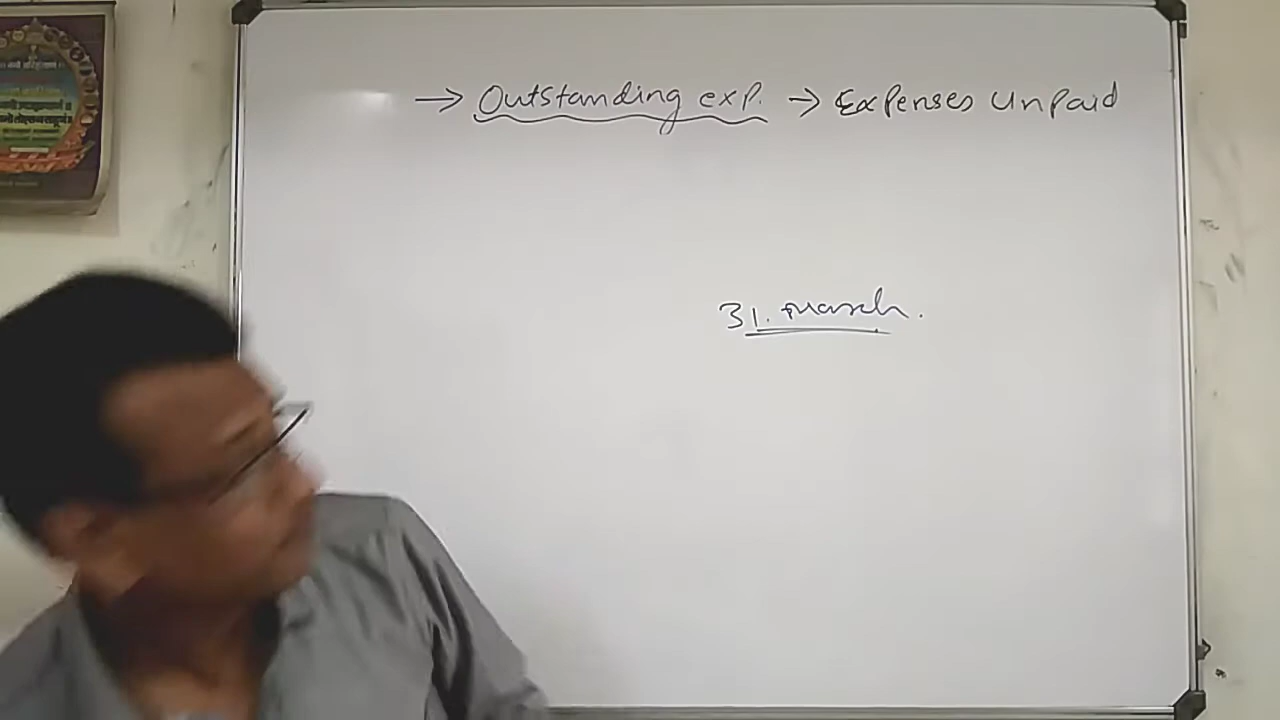 → Outstanding exp. → Expenses Unpaid
31. March.